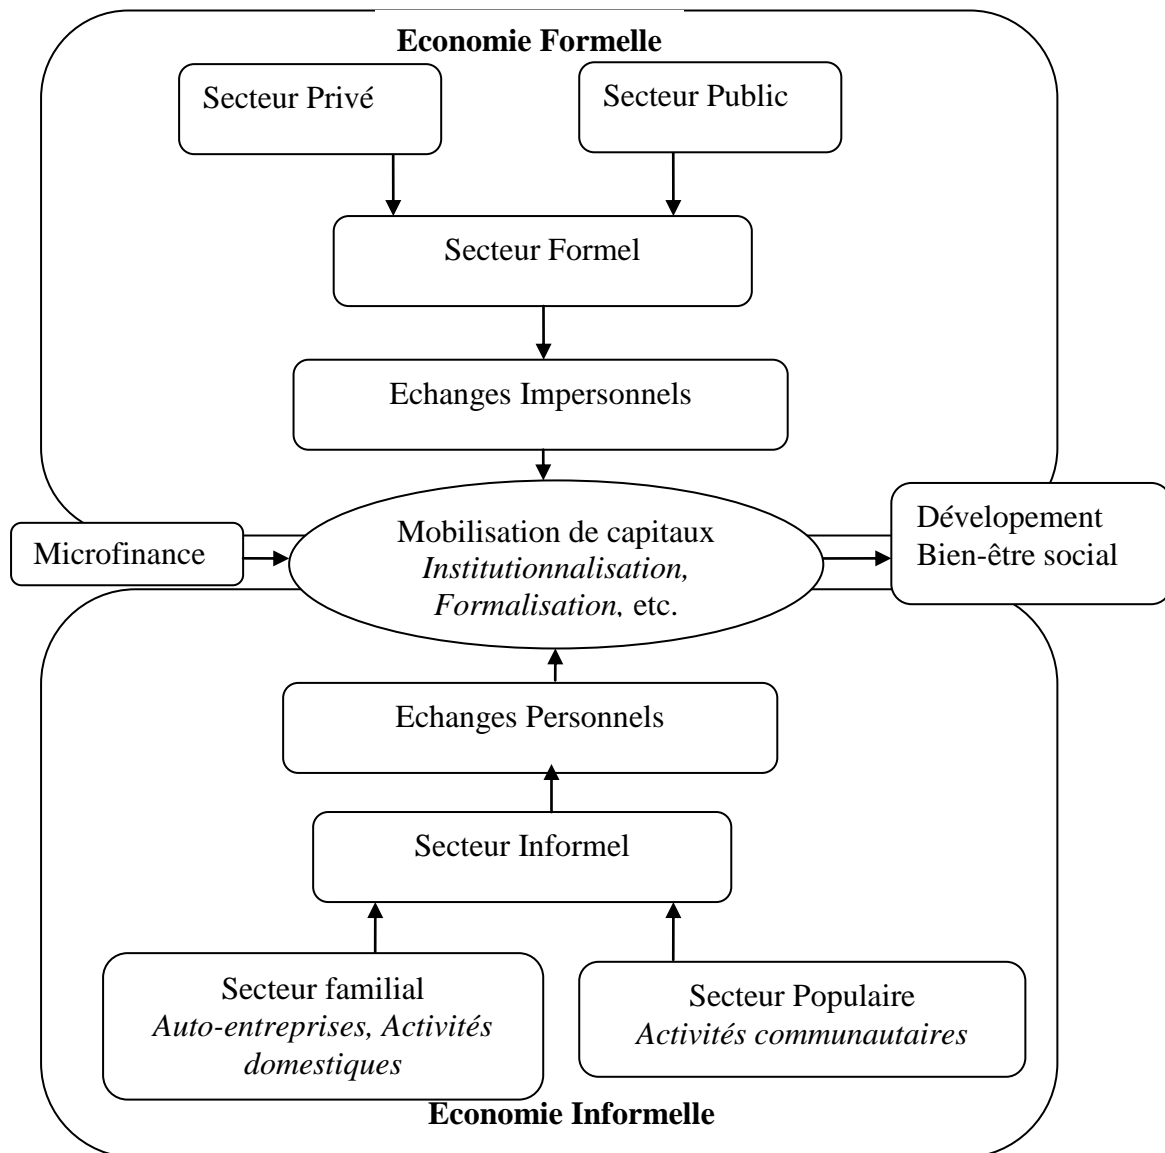 Economie Formelle
Secteur Privé
Secteur Public
Secteur Formel
Echanges Impersonnels
Mobilisation de capitaux
Institutionnalisation,
Formalisation, etc.
Microfinance
Dévelopement
Bien-être social
Echanges Personnels
Secteur Informel
Secteur familial
Auto-entreprises, Activités
domestiques
Secteur Populaire
Activités communautaires
Economie Informelle